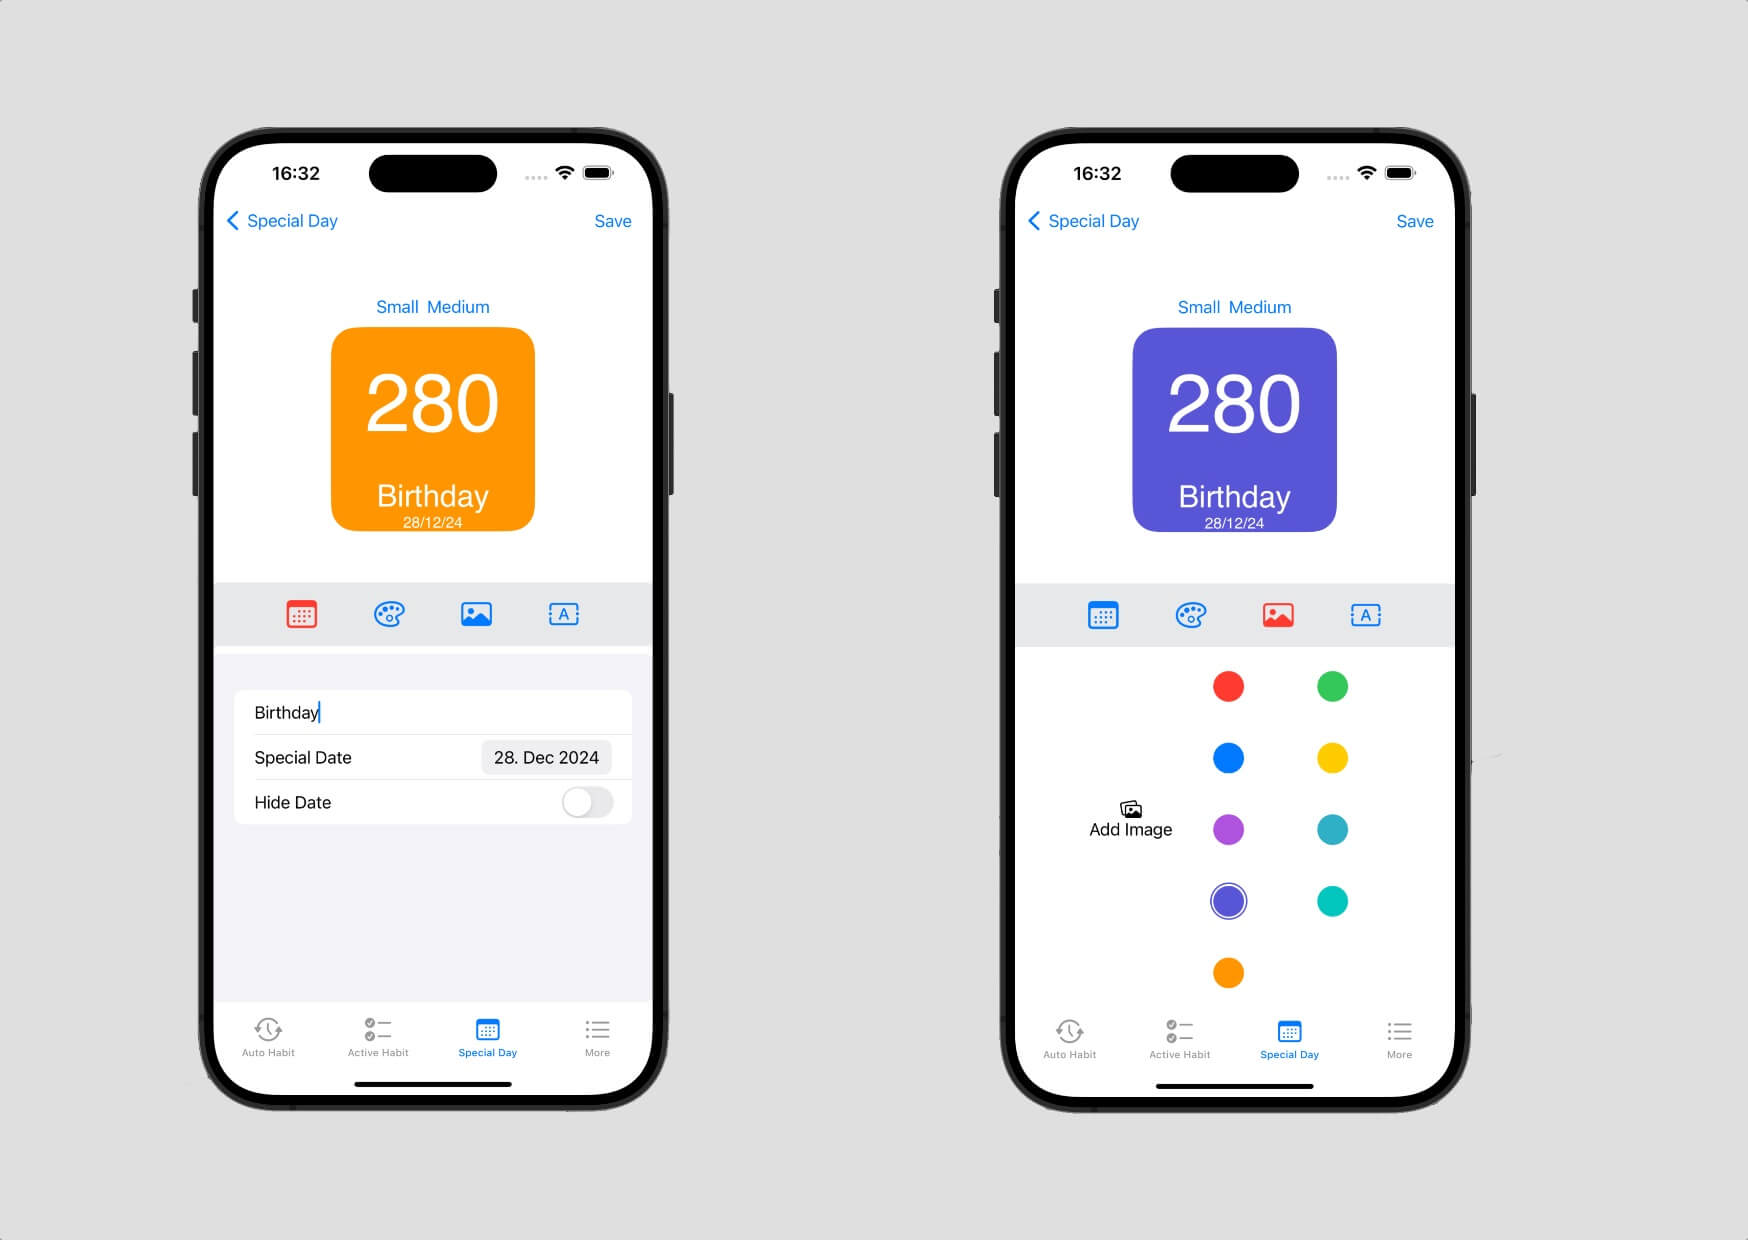 16:32
Special Day Save
Small Medium
280
Birthday
28/12/24
A
Birthday
Special Date 28. Dec 2024
Hide Date
Auto Habit Active Habit Special Day More
16:32
Special Day Save
Small Medium
280
Birthday
28/12/24
A
Add Image
Auto Habit Active Habit Special Day More